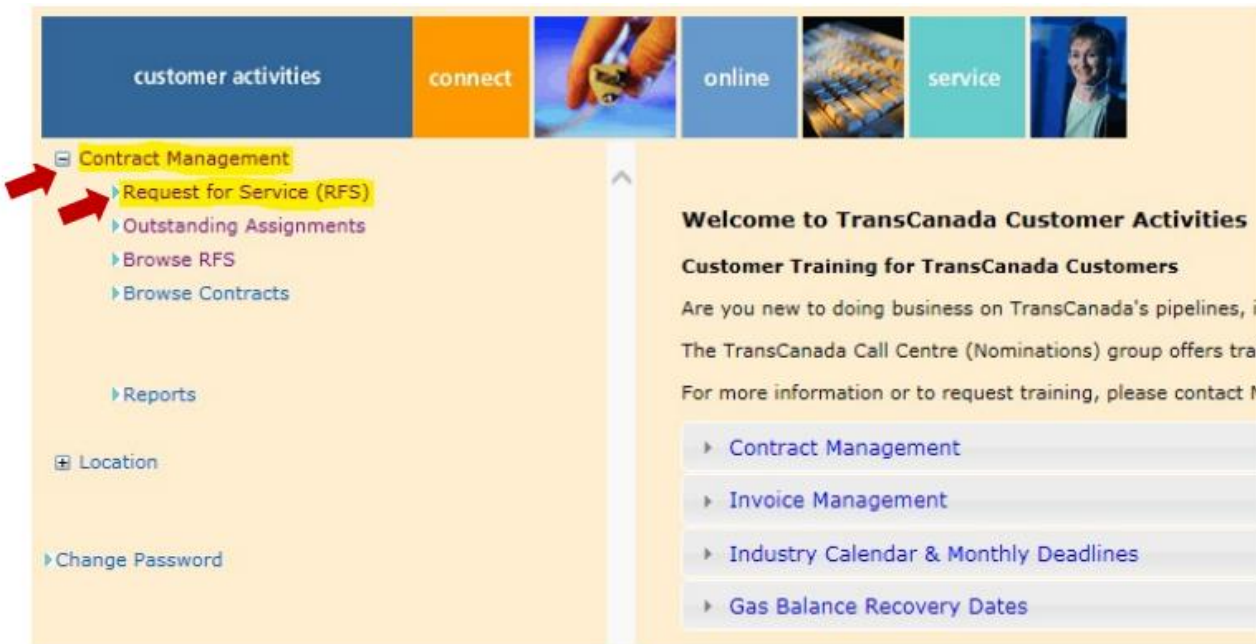 customer activities
connect
online
service
Contract Management
Request for Service (RFS)
Outstanding Assignments
Browse RFS
Browse Contracts
Reports
Location
Change Password
Welcome to TransCanada Customer Activities
Customer Training for TransCanada Customers
Are you new to doing business on TransCanada's pipelines,
The TransCanada Call Centre (Nominations) group offers
For more information or to request training, please contact
Contract Management
Invoice Management
Industry Calendar & Monthly Deadlines
Gas Balance Recovery Dates